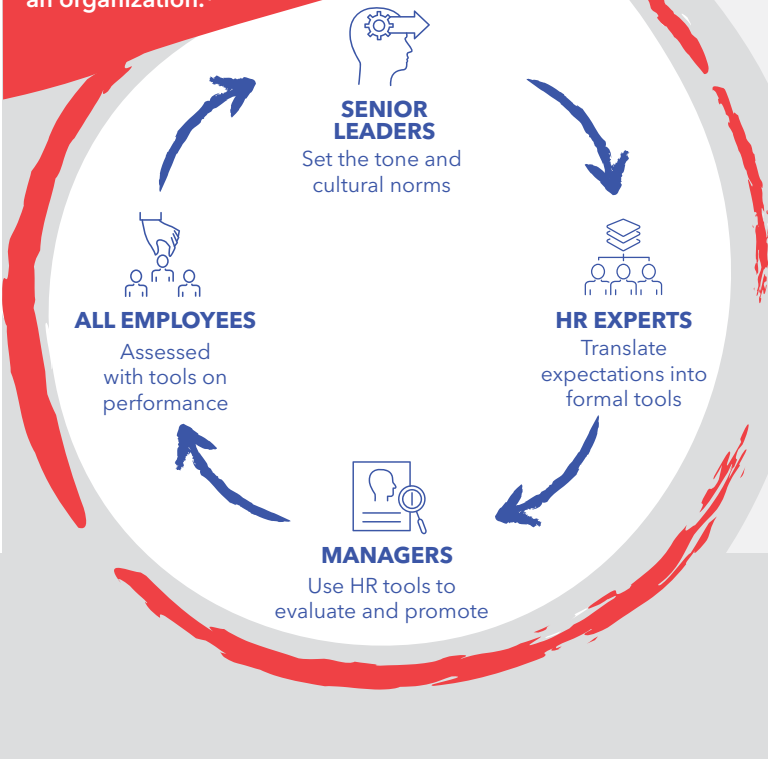 an organization.
SENIOR
LEADERS
Set the tone and
cultural norms
ALL EMPLOYEES
Assessed
with tools on
performance
HR EXPERTS
Translate
expectations into
formal tools
MANAGERS
Use HR tools to
evaluate and promote